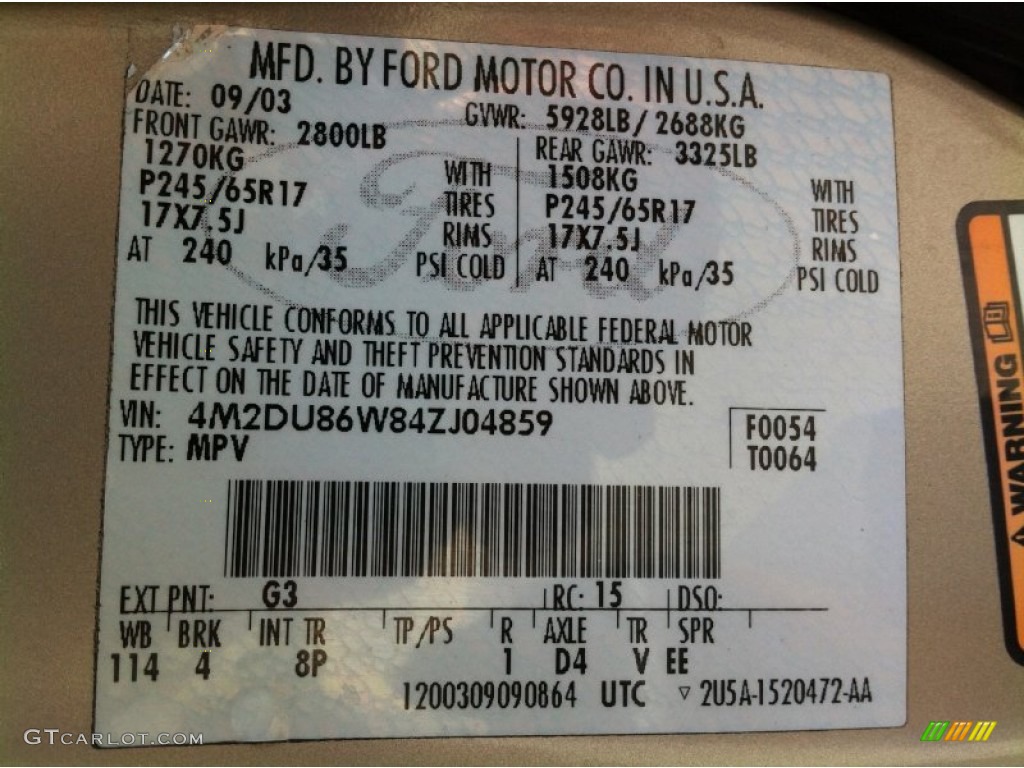 MFD. BY FORD MOTOR CO. IN U.S.A.
DATE: 09/03 GVWR: 5928LB/ 2688KG
FRONT GAWR: 2800LB REAR GAWR: 3325LB
1270KG WITH 1508KG WITH
P245/65R17 TIRES P245/65R17 TIRES
17X7.5J RIMS 17X7.5J RIMS
AT 240 kPa/35 PSI COLD AT 240 kPa/35 PSI COLD
Ford
THIS VEHICLE CONFORMS TO ALL APPLICABLE FEDERAL MOTOR
VEHICLE SAFETY AND THEFT PREVENTION STANDARDS IN
EFFECT ON THE DATE OF MANUFACTURE SHOWN ABOVE.
VIN: 4M2DU86W84ZJ04859 F0054
TYPE: MPV T0064
EXT PNT: G3 RC: 15 DSO:
WB BRK INT TR TP/PS R AXLE TR SPR
114 4 8P 1 D4 V EE
1200309090864 UTC ▽ 2U5A-1520472-AA
WARNING
GTCARLOT.COM